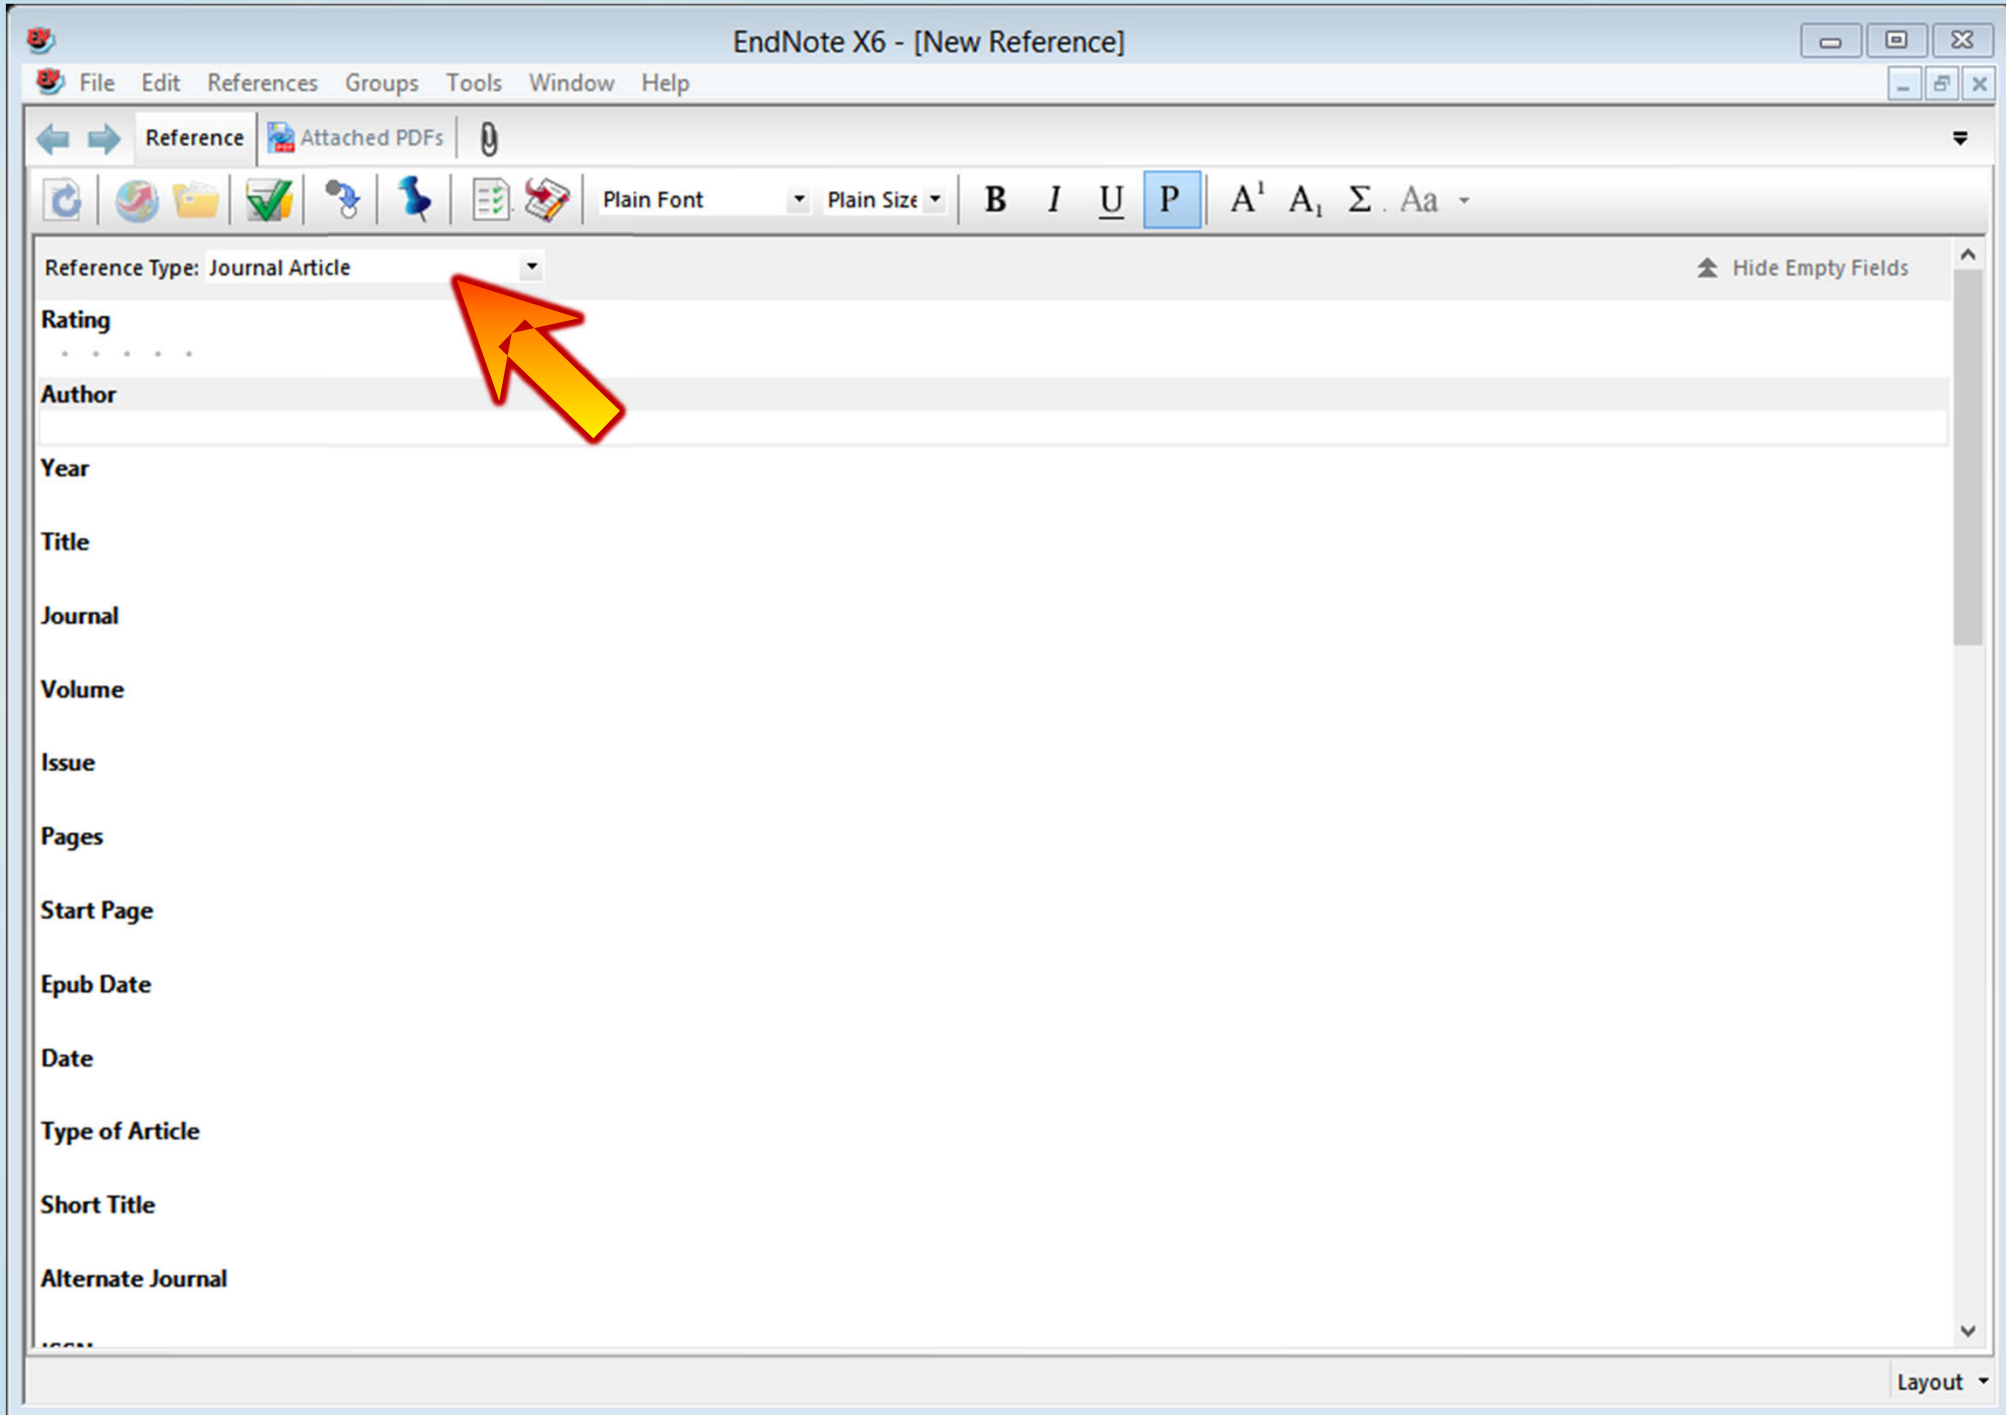 EndNote X6 - [New Reference]
File Edit References Groups Tools Window Help
Reference Attached PDFs
Plain Font Plain Size B I U P A¹ A₁ Σ Aa
Reference Type: Journal Article Hide Empty Fields
Rating
Author
Year
Title
Journal
Volume
Issue
Pages
Start Page
Epub Date
Date
Type of Article
Short Title
Alternate Journal
Layout